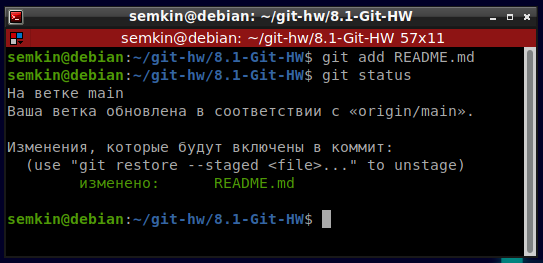 semkin@debian: ~/git-hw/8.1-Git-HW
semkin@debian: ~/git-hw/8.1-Git-HW 57x11
semkin@debian:~/git-hw/8.1-Git-HW$ git add README.md
semkin@debian:~/git-hw/8.1-Git-HW$ git status
На ветке main
Ваша ветка обновлена в соответствии с «origin/main».
Изменения, которые будут включены в коммит:
  (use "git restore --staged <file>..." to unstage)
        изменено:      README.md
semkin@debian:~/git-hw/8.1-Git-HW$